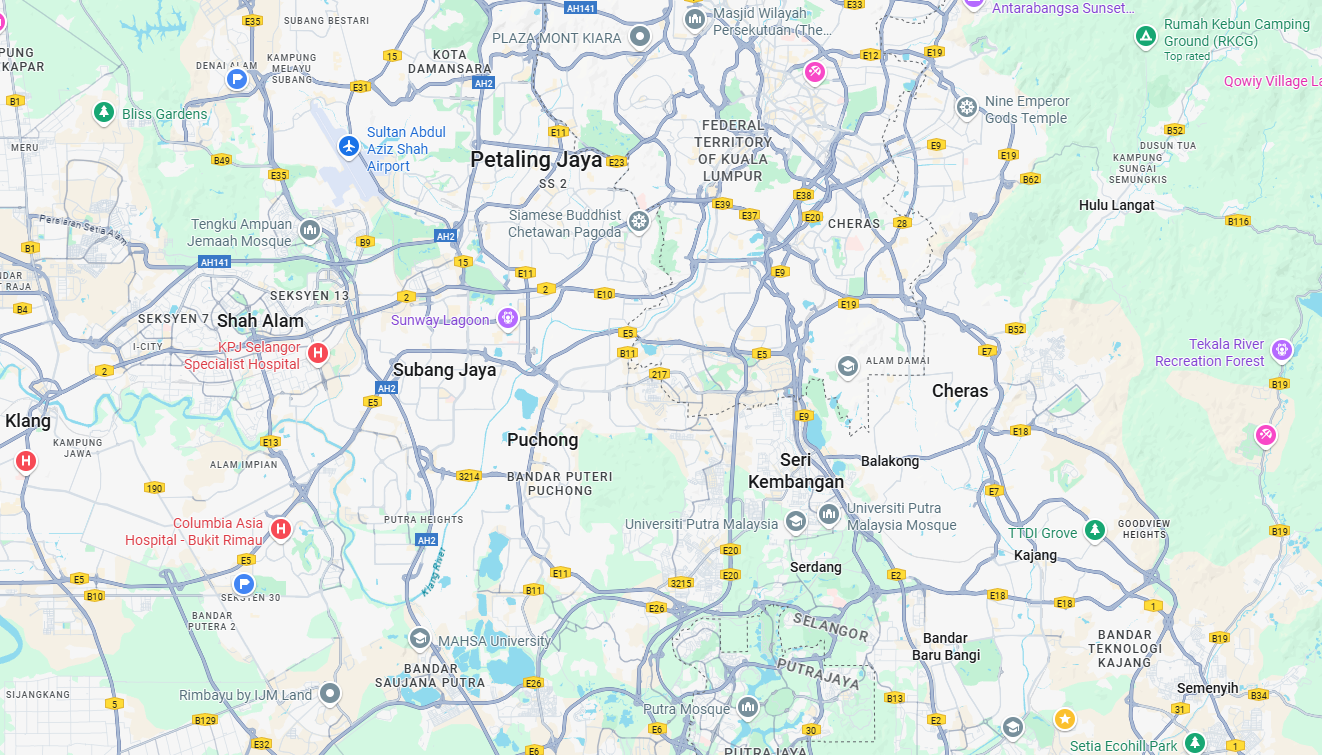 E35
SUBANG BESTARI
AH141
Masjid Wilayah
Persekutuan (The...
E33
Antarabangsa Sunset...
Rumah Kebun Camping
Ground (RKCG)
Top rated
PLAZA MONT KIARA
15
KOTA
DAMANSARA
E12
E19
PUNG
KAPAR
DENAI ALAM
KAMPUNG
MELAYU
SUBANG
E31
AH2
Qowiy Village La
B1
Bliss Gardens
Nine Emperor
Gods Temple
MERU
Sultan Abdul
Aziz Shah
Airport
E11
FEDERAL
TERRITORY
OF KUALA
LUMPUR
E9
B52
DUSUN TUA
B49
E35
Petaling Jaya
E23
SS 2
E19
B62
KAMPUNG
SUNGAI
SEMUNGKIS
E38
Hulu Langat
E39
E37
E20
CHERAS
28
B116
Siamese Buddhist
Chetawan Pagoda
Tengku Ampuan
Jemaah Mosque
Persiaran Setia Alam
B9
AH2
B1
AH141
15
E11
E9
NDAR
T RAJA
SEKSYEN 13
2
2
E10
E19
B4
SEKSYEN 7
Shah Alam
Sunway Lagoon
E5
B52
I-CITY
KPJ Selangor
Specialist Hospital
B11
E5
E7
Tekala River
Recreation Forest
ALAM DAMAI
2
Subang Jaya
217
AH2
E5
Cheras
B19
Klang
E9
E18
KAMPUNG
JAWA
E13
Puchong
ALAM IMPIAN
Seri
Kembangan
Balakong
190
3214
BANDAR PUTERI
PUCHONG
E7
Columbia Asia
Hospital - Bukit Rimau
PUTRA HEIGHTS
AH2
Universiti Putra Malaysia
Universiti Putra
Malaysia Mosque
TTDI Grove
GOODVIEW
HEIGHTS
B19
E20
Kajang
E5
Klang River
E11
B11
3215
E20
Serdang
E2
E5
B10
SEKSYEN 30
E26
E18
E18
1
BANDAR
PUTERA 2
MAHSA University
SELANGOR
Bandar
Baru Bangi
BANDAR
TEKNOLOGI
KAJANG
B19
BANDAR
SAUJANA PUTRA
PUTRAJAYA
SIJANGKANG
Rimbayu by IJM Land
E26
B13
Semenyih
B34
5
B129
Putra Mosque
31
E32
E6
E6
30
E2
PUTRAJAYA
Setia Ecohill Park
1